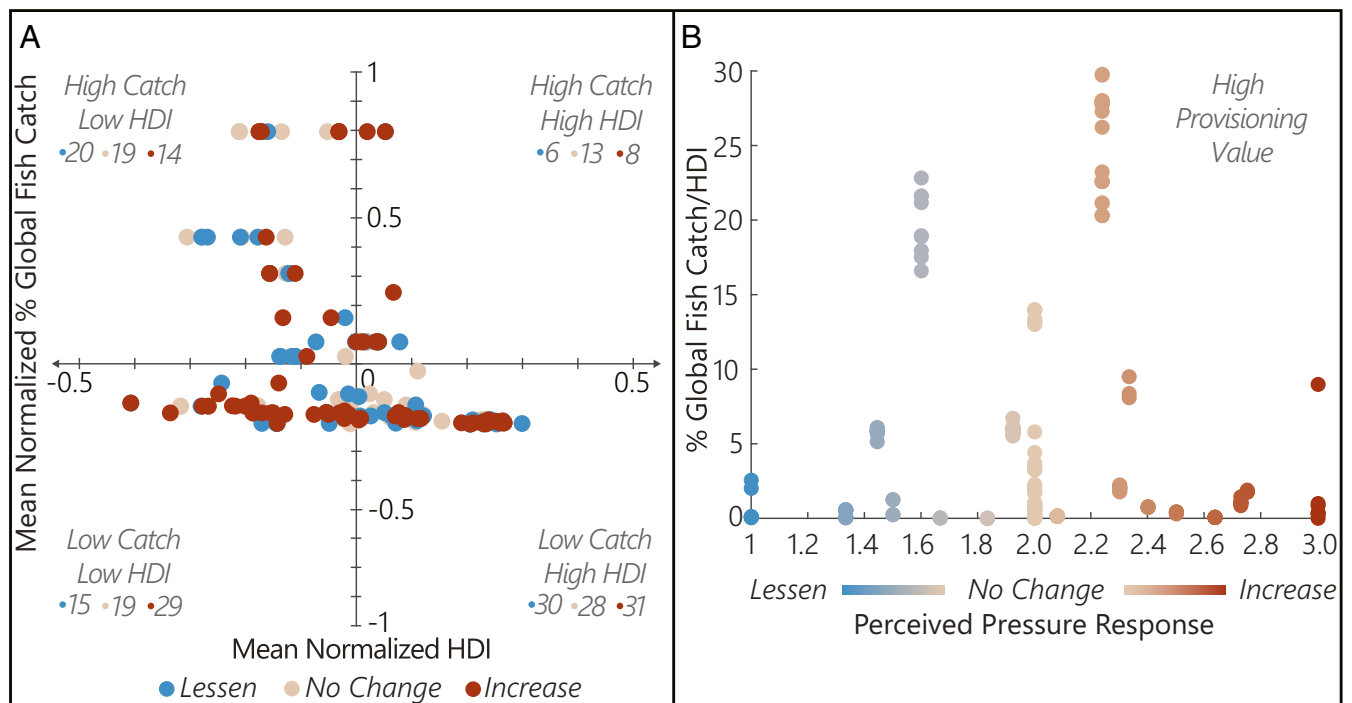 A
Mean Normalized % Global Fish Catch
High Catch
Low HDI
20 19 14
High Catch
High HDI
6 13 8
1
0.5
-0.5
0
0.5
-0.5
-1
Low Catch
Low HDI
15 19 29
Low Catch
High HDI
30 28 31
Mean Normalized HDI
Lessen No Change Increase
B
% Global Fish Catch/HDI
High
Provisioning
Value
30
25
20
15
10
5
0
1 1.2 1.4 1.6 1.8 2.0 2.2 2.4 2.6 2.8 3.0
Lessen No Change Increase
Perceived Pressure Response